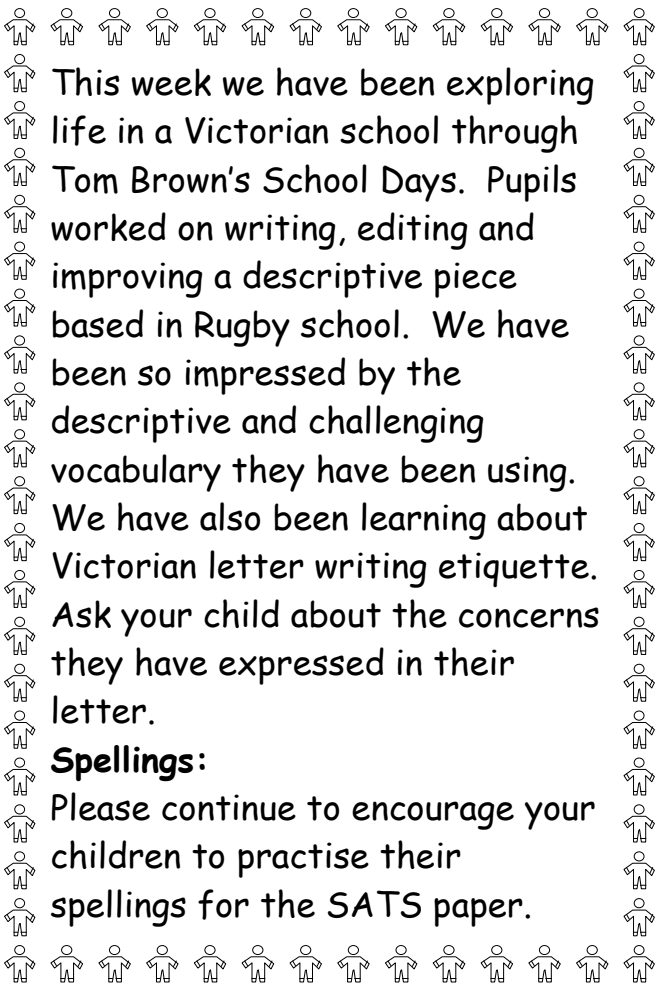 This week we have been exploring
life in a Victorian school through
Tom Brown's School Days.  Pupils
worked on writing, editing and
improving a descriptive piece
based in Rugby school.  We have
been so impressed by the
descriptive and challenging
vocabulary they have been using.
We have also been learning about
Victorian letter writing etiquette.
Ask your child about the concerns
they have expressed in their
letter.
Spellings:
Please continue to encourage your
children to practise their
spellings for the SATS paper.